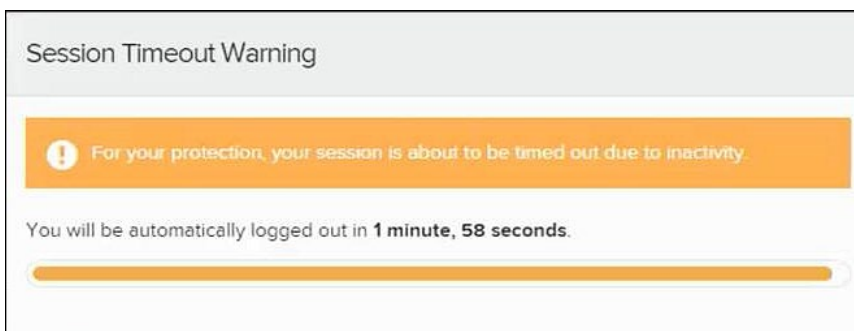 Session Timeout Warning
For your protection, your session is about to be timed out due to inactivity.
You will be automatically logged out in 1 minute, 58 seconds.